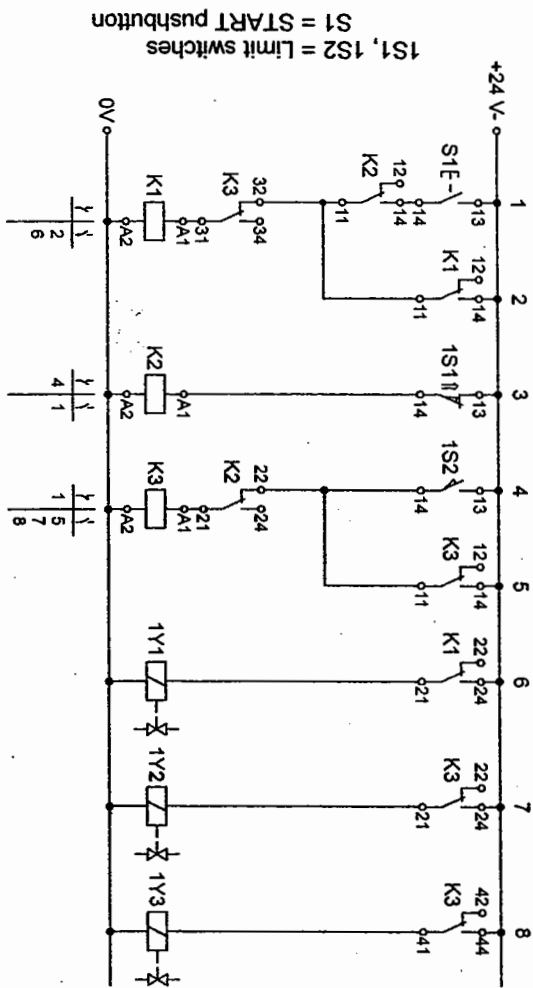 1 2 3 4 5 6 7 8
+24 V-
13 12 14 13 13 12 14 22 24 22 24 42 44
S1E- K1 1S1 1S2 K3 K1 K3 K3
14 11 14 14 11 21 21 41
12 14
K2
11
32 34 22 24
K3 K2
31 21
A1 A1 A1
K1 K2 K3 1Y1 1Y2 1Y3
A2 A2 A2
0V
2 4 1 1 5
6 7
8
1S1, 1S2 = Limit switches
S1 = START pushbutton